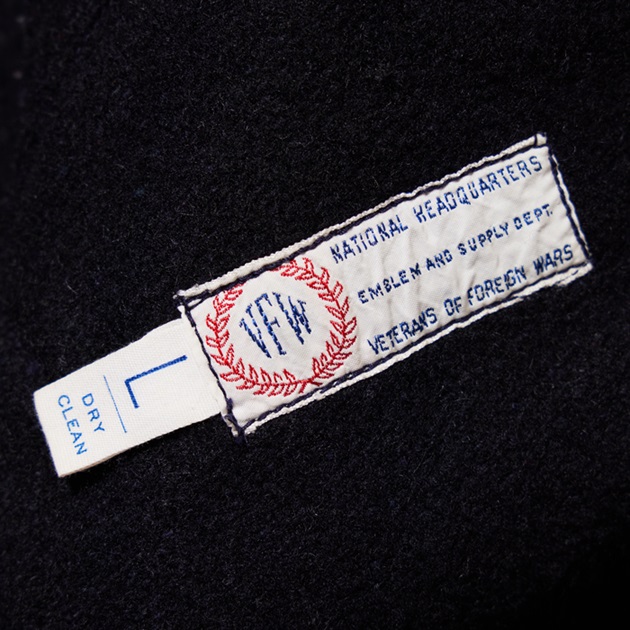 VFW
NATIONAL HEADQUARTERS
EMBLEM AND SUPPLY DEPT.
VETERANS OF FOREIGN WARS
L
DRY
CLEAN